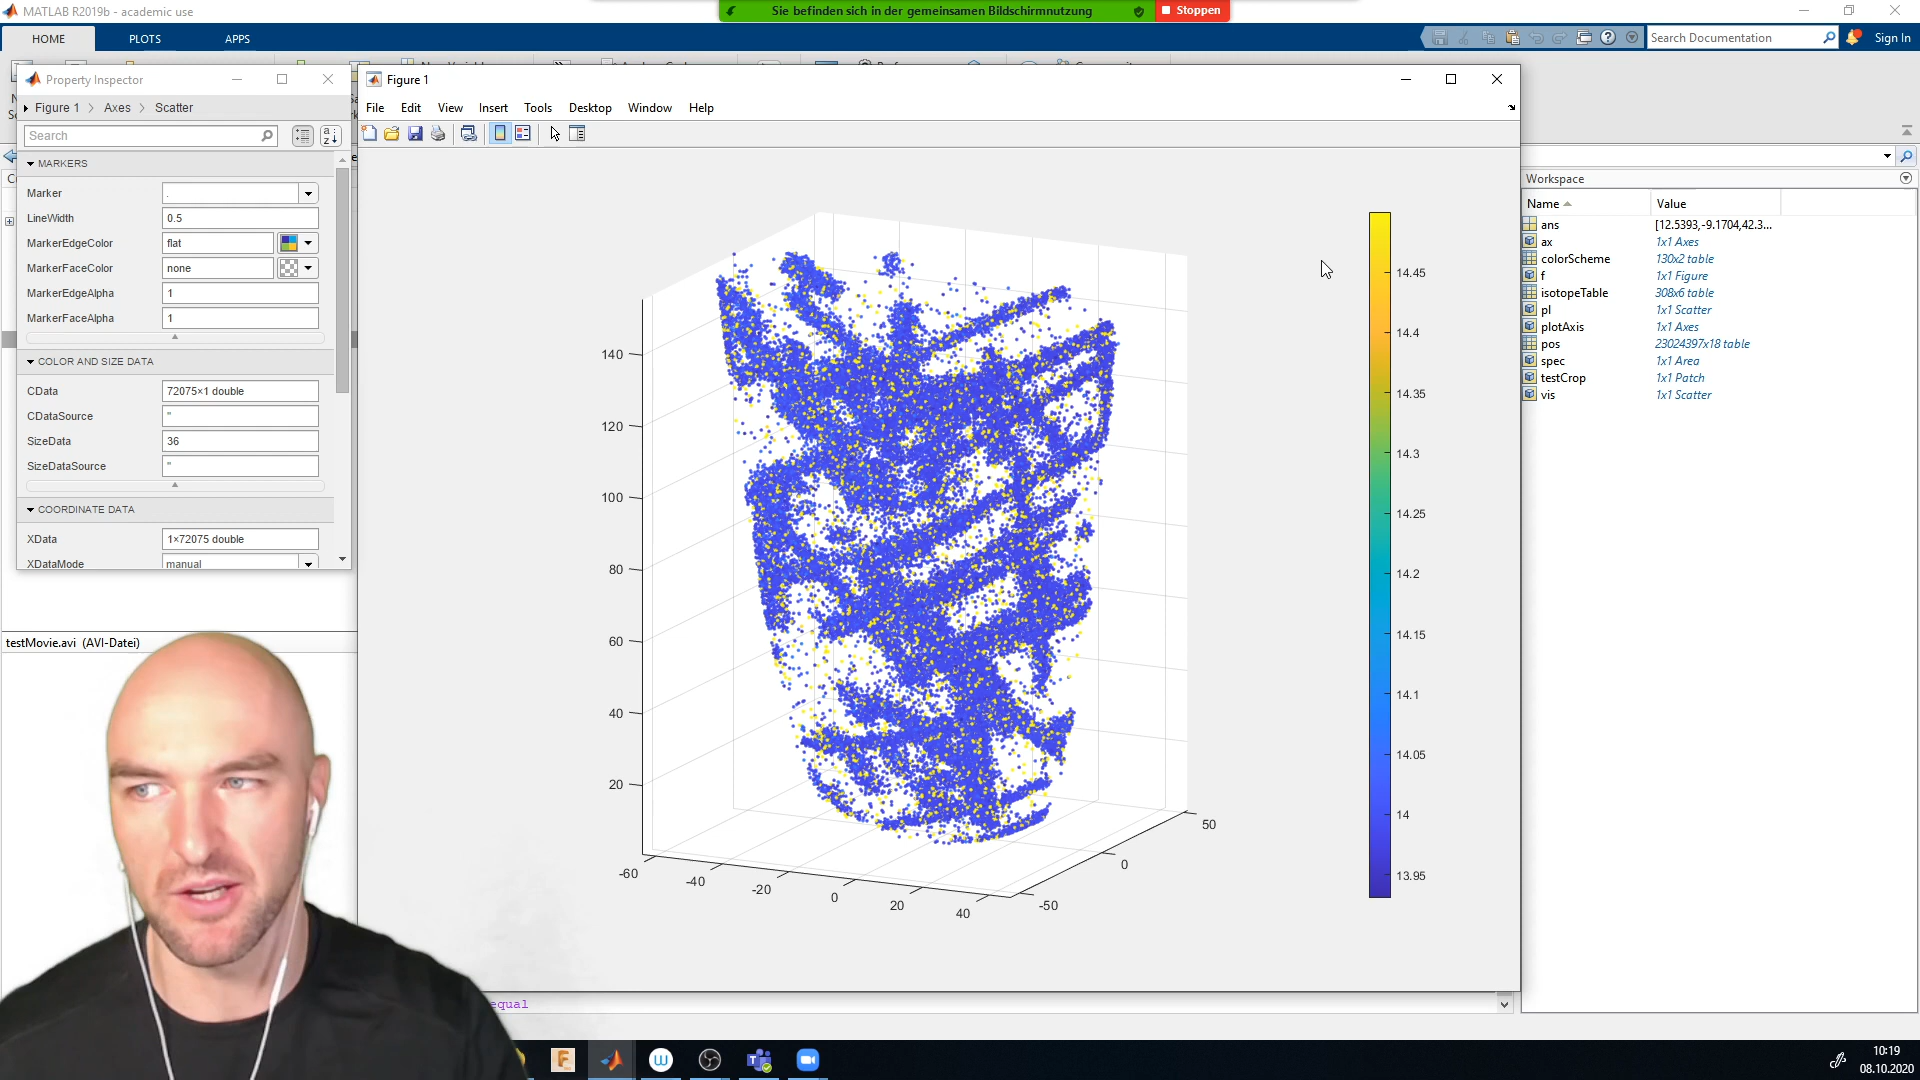 MATLAB R2019b - academic use
Sie befinden sich in der gemeinsamen Bildschirmnutzung
Stoppen
HOME
PLOTS
APPS
Search Documentation
Sign In
Property Inspector
Figure 1 > Axes > Scatter
Search
MARKERS
Marker
.
LineWidth
0.5
MarkerEdgeColor
flat
MarkerFaceColor
none
MarkerEdgeAlpha
1
MarkerFaceAlpha
1
COLOR AND SIZE DATA
CData
72075×1 double
CDataSource
''
SizeData
36
SizeDataSource
''
COORDINATE DATA
XData
1×72075 double
XDataMode
manual
testMovie.avi (AVI-Datei)
Figure 1
File Edit View Insert Tools Desktop Window Help
140
120
100
80
60
40
20
-60
-40
-20
0
20
40
-50
0
50
14.45
14.4
14.35
14.3
14.25
14.2
14.15
14.1
14.05
14
13.95
equal
Workspace
Name Value
ans [12.5393,-9.1704,42.3...
ax 1x1 Axes
colorScheme 130x2 table
f 1x1 Figure
isotopeTable 308x6 table
pl 1x1 Scatter
plotAxis 1x1 Axes
pos 23024397x18 table
spec 1x1 Area
testCrop 1x1 Patch
vis 1x1 Scatter
10:19
08.10.2020